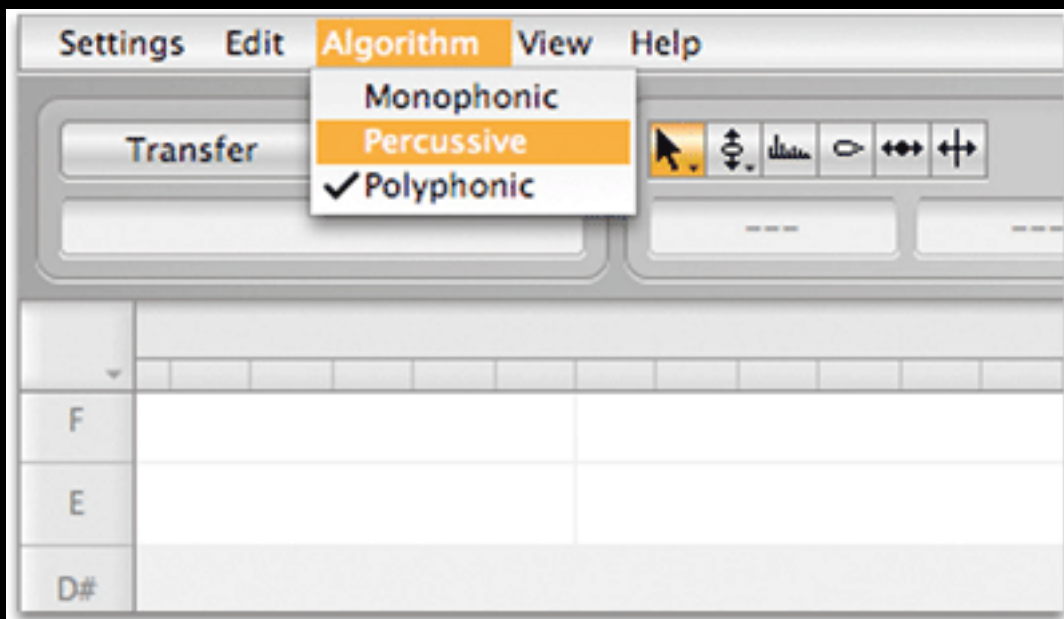 Settings Edit Algorithm View Help
Monophonic
Transfer Percussive
✓Polyphonic
--- ---
F
E
D#